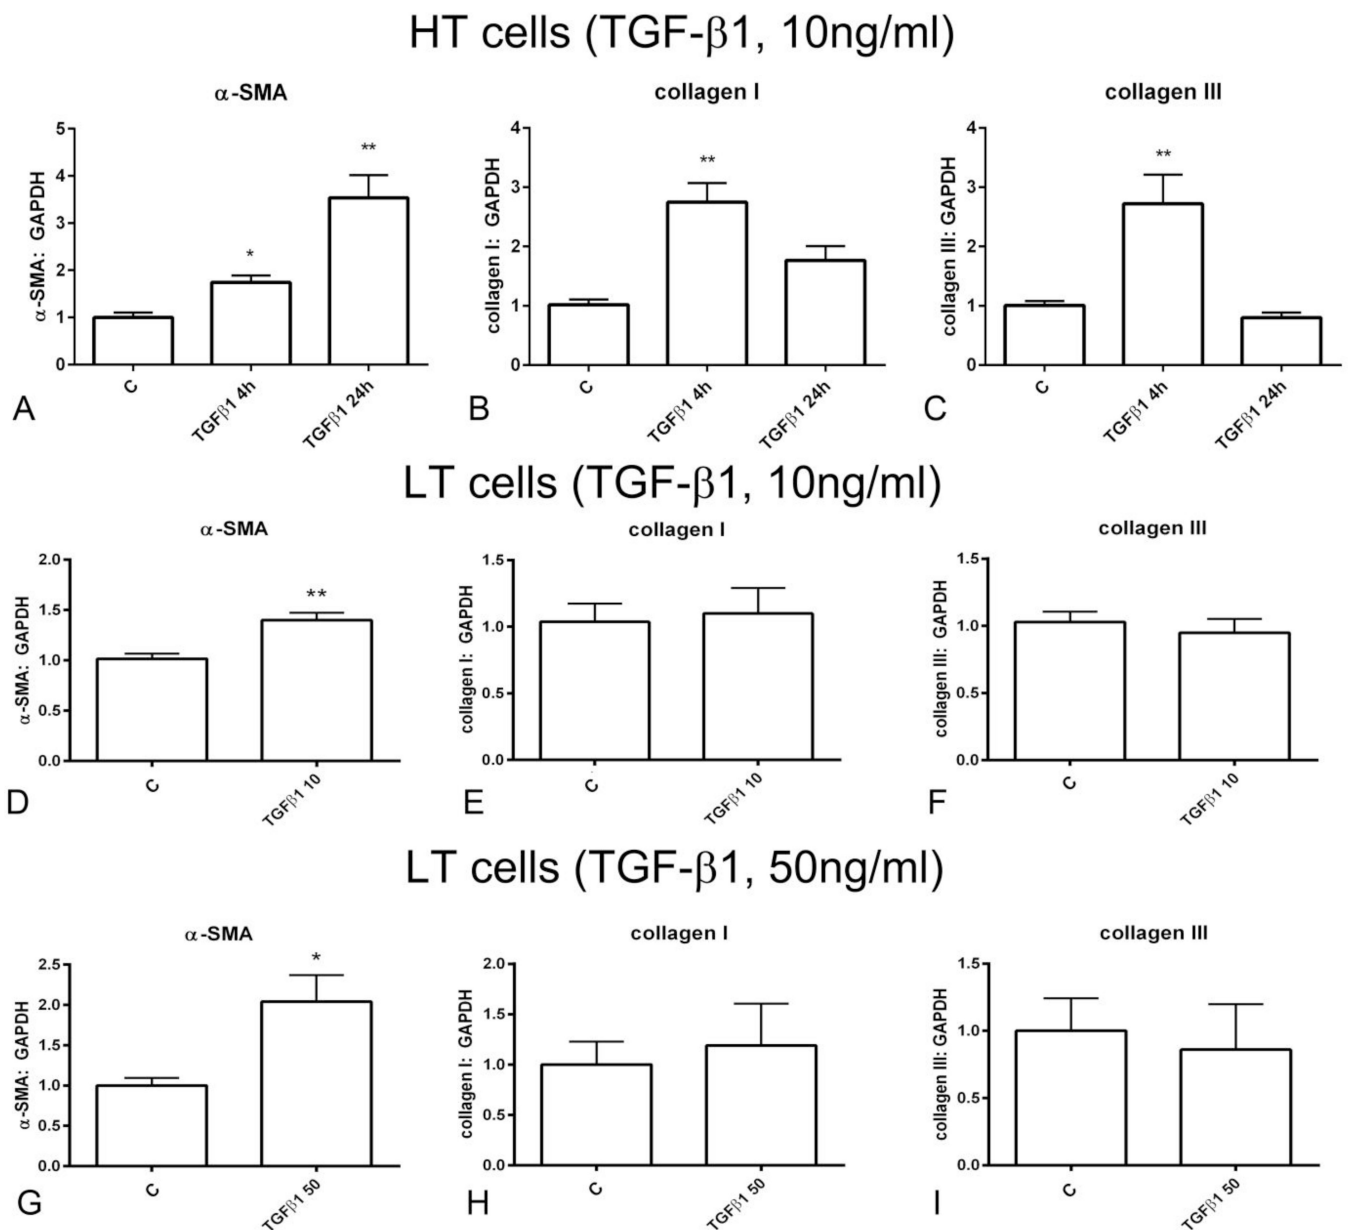 HT cells (TGF-β1, 10ng/ml)
α-SMA
α-SMA: GAPDH
5
4
3
2
1
0
**
*
C
TGFβ1 4h
TGFβ1 24h
A
collagen I
collagen I: GAPDH
4
3
2
1
0
**
C
TGFβ1 4h
TGFβ1 24h
B
collagen III
collagen III: GAPDH
4
3
2
1
0
**
C
TGFβ1 4h
TGFβ1 24h
C
LT cells (TGF-β1, 10ng/ml)
α-SMA
α-SMA: GAPDH
2.0
1.5
1.0
0.5
0.0
**
C
TGFβ1 10
D
collagen I
collagen I: GAPDH
1.5
1.0
0.5
0.0
C
TGFβ1 10
E
collagen III
collagen III: GAPDH
1.5
1.0
0.5
0.0
C
TGFβ1 10
F
LT cells (TGF-β1, 50ng/ml)
α-SMA
α-SMA: GAPDH
2.5
2.0
1.5
1.0
0.5
0.0
*
C
TGFβ1 50
G
collagen I
collagen I: GAPDH
2.0
1.5
1.0
0.5
0.0
C
TGFβ1 50
H
collagen III
collagen III: GAPDH
1.5
1.0
0.5
0.0
C
TGFβ1 50
I